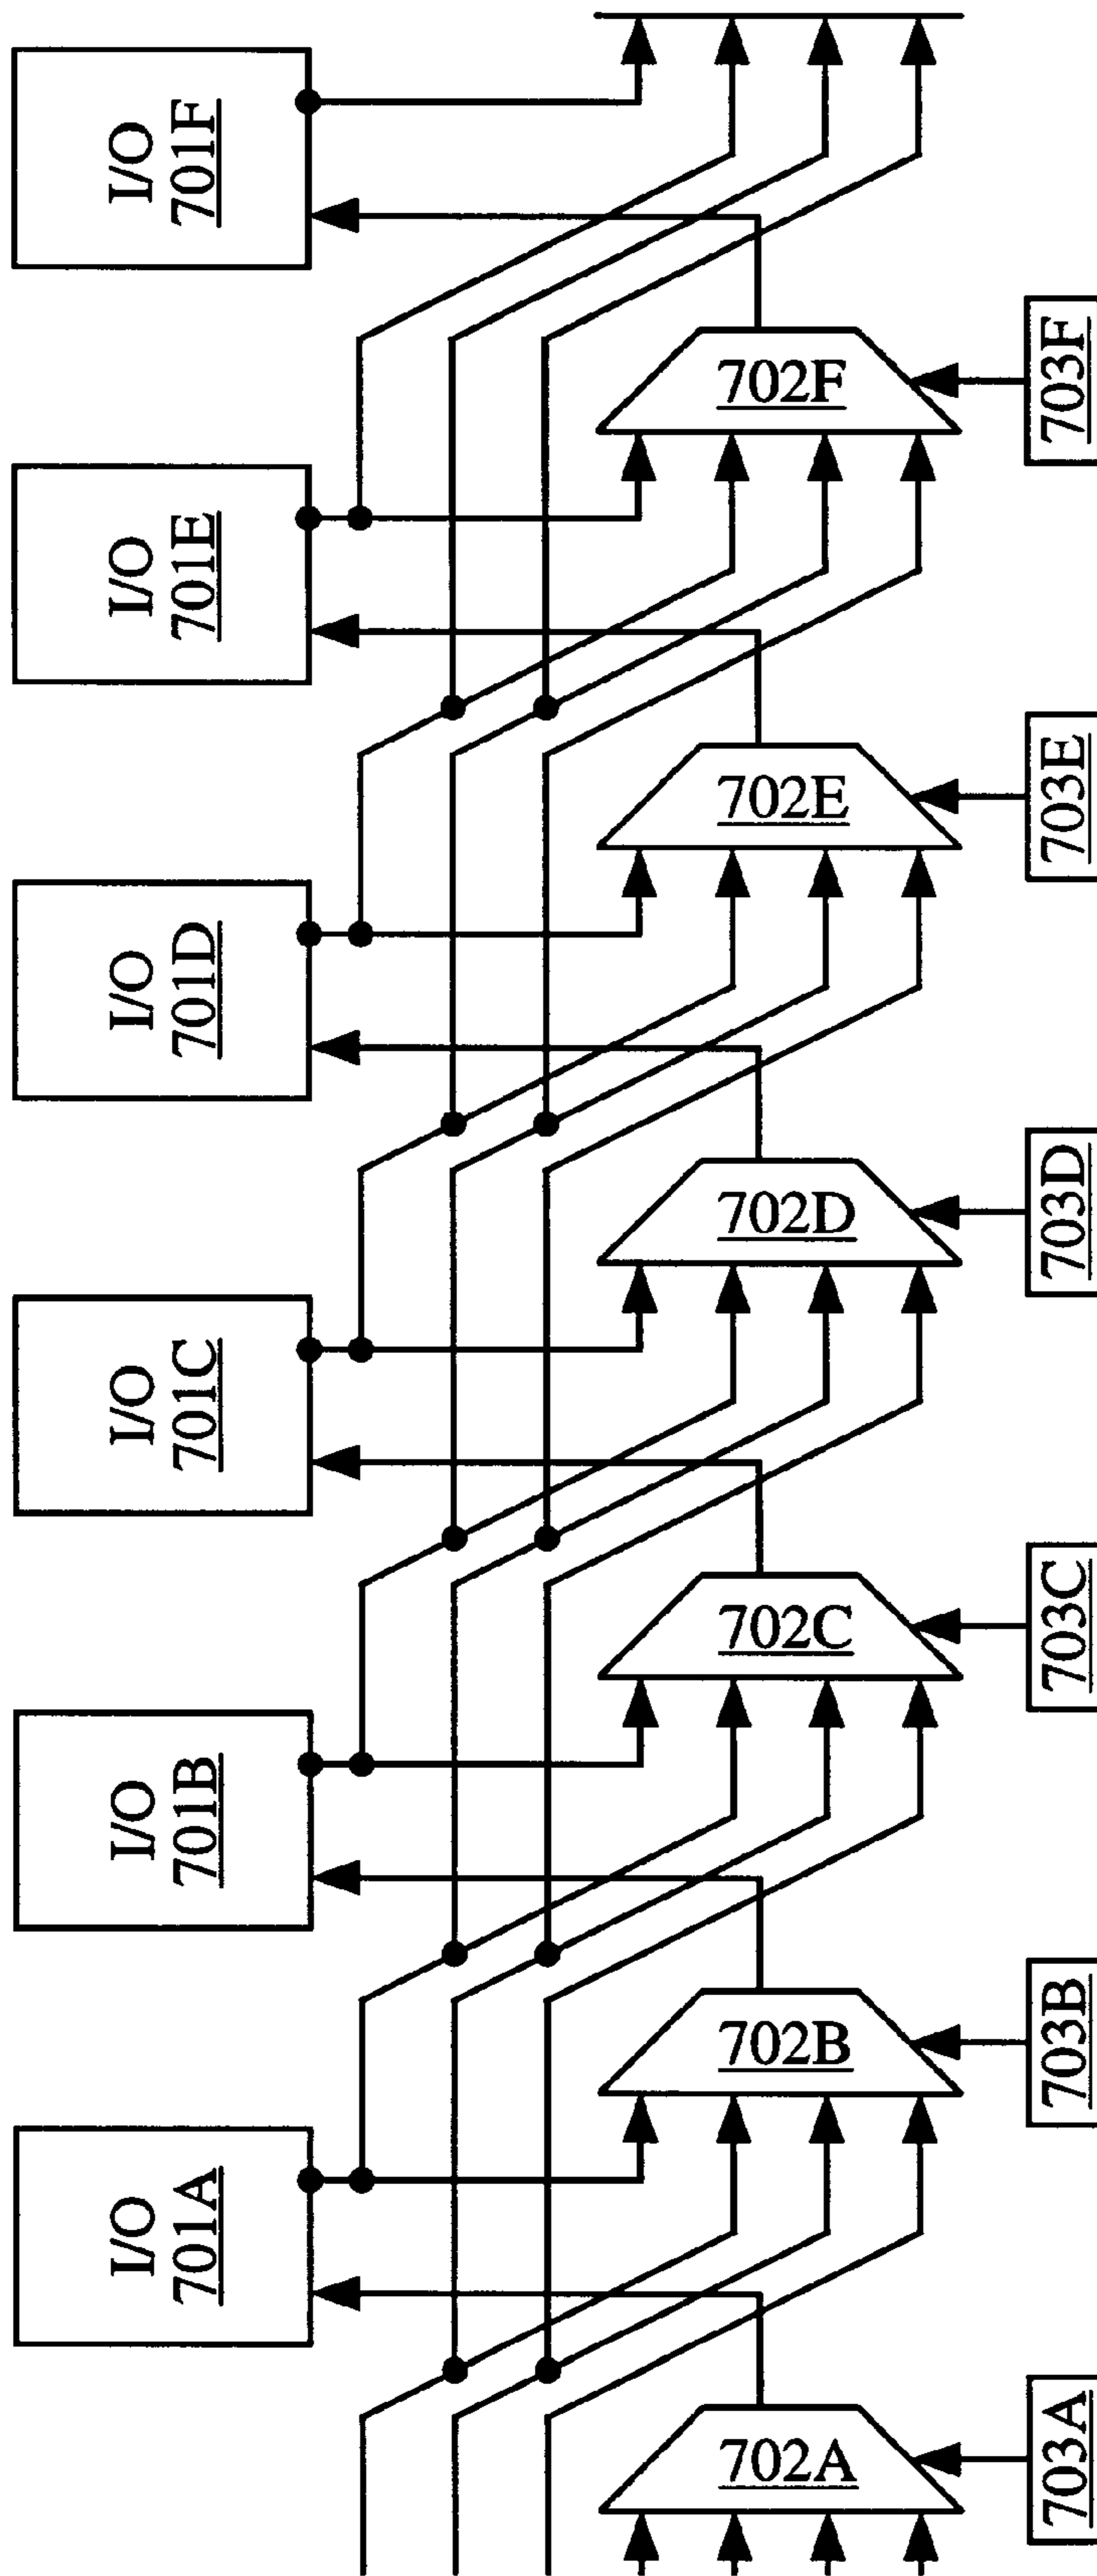 I/O
701F
I/O
701E
I/O
701D
I/O
701C
I/O
701B
I/O
701A
702F
702E
702D
702C
702B
702A
703F
703E
703D
703C
703B
703A